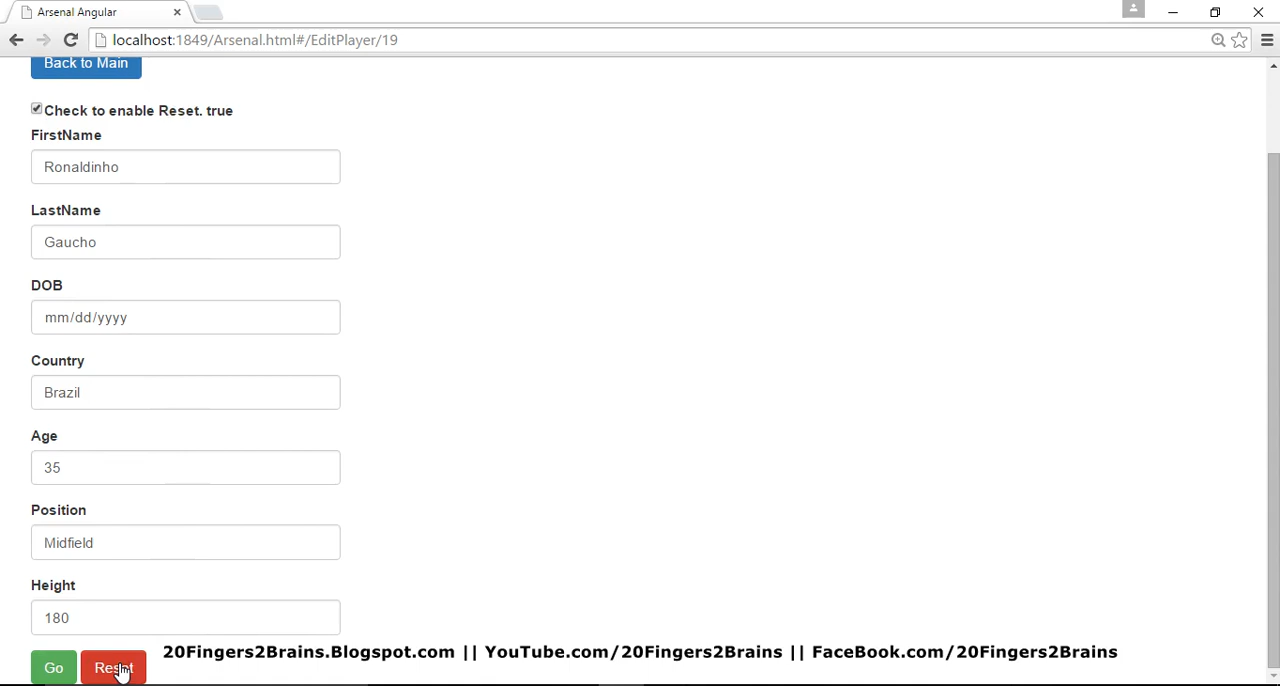 Arsenal Angular
localhost:1849/Arsenal.html#/EditPlayer/19
Back to Main
Check to enable Reset. true
FirstName
Ronaldinho
LastName
Gaucho
DOB
mm/dd/yyyy
Country
Brazil
Age
35
Position
Midfield
Height
180
Go Reset
20Fingers2Brains.Blogspot.com || YouTube.com/20Fingers2Brains || FaceBook.com/20Fingers2Brains